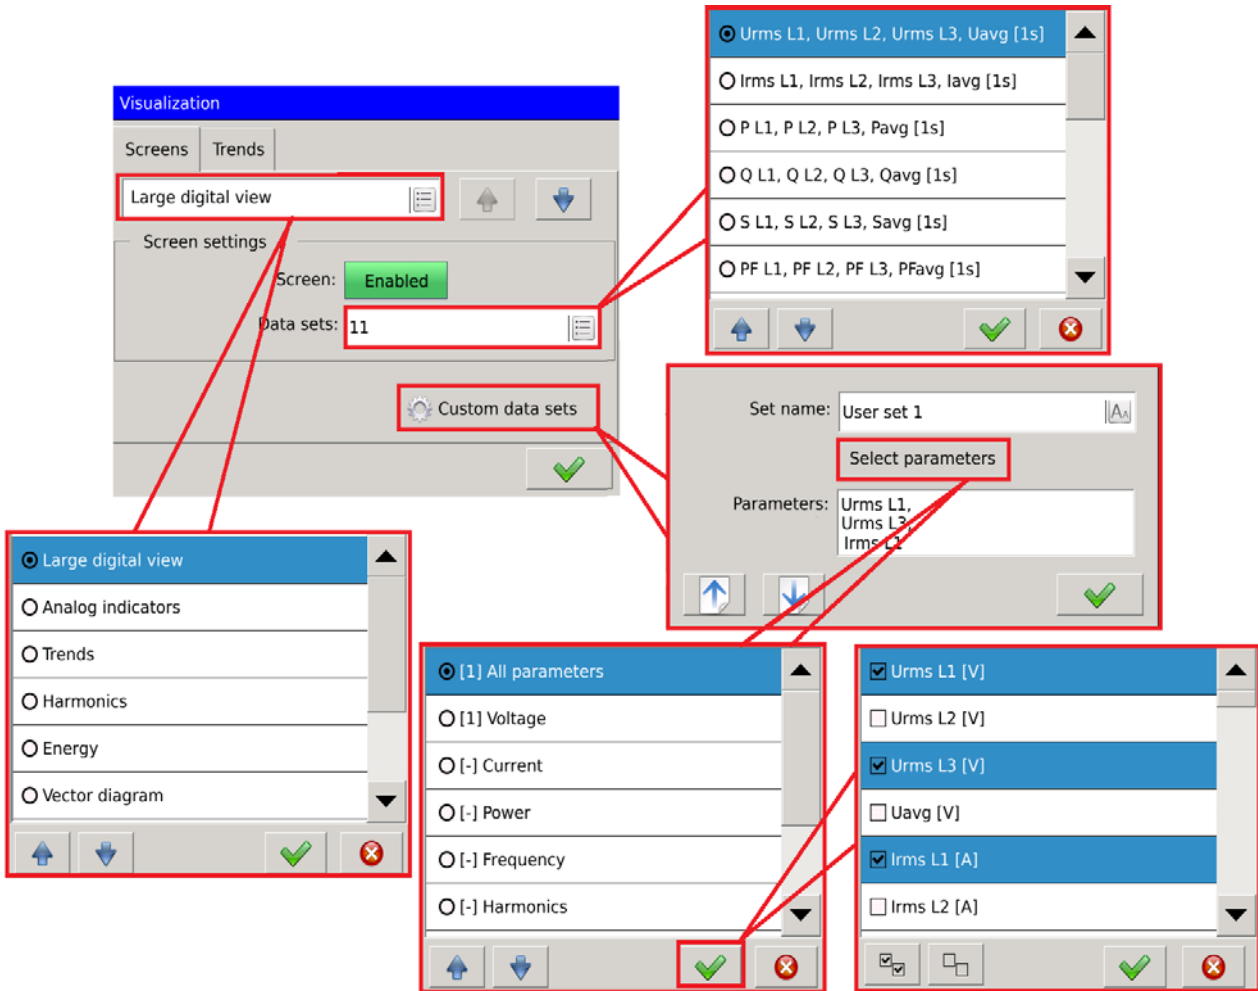 Visualization
Screens Trends
Large digital view
Screen settings
Screen: Enabled
Data sets: 11
Custom data sets
Urms L1, Urms L2, Urms L3, Uavg [1s]
Irms L1, Irms L2, Irms L3, Iavg [1s]
P L1, P L2, P L3, Pavg [1s]
Q L1, Q L2, Q L3, Qavg [1s]
S L1, S L2, S L3, Savg [1s]
PF L1, PF L2, PF L3, PFavg [1s]
Set name: User set 1
Select parameters
Parameters: Urms L1,
Urms L3,
Irms L1
Large digital view
Analog indicators
Trends
Harmonics
Energy
Vector diagram
[1] All parameters
[1] Voltage
[-] Current
[-] Power
[-] Frequency
[-] Harmonics
Urms L1 [V]
Urms L2 [V]
Urms L3 [V]
Uavg [V]
Irms L1 [A]
Irms L2 [A]